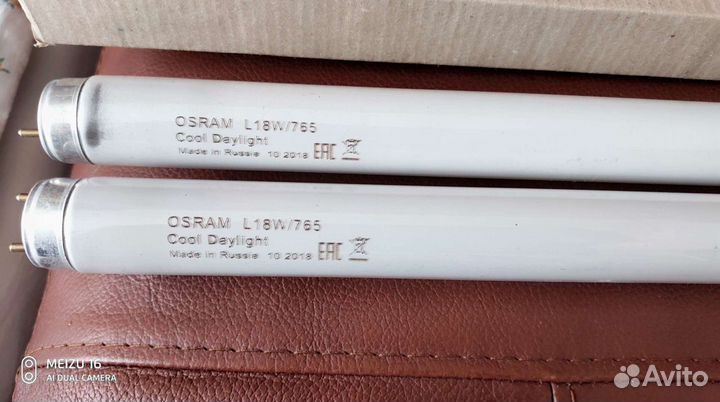 OSRAM L18W/765
Cool Daylight
Made in Russia 10 2018 EAC
OSRAM L18W/765
Cool Daylight
Made in Russia 10 2018 EAC
MEIZU 16
AI DUAL CAMERA
Avito